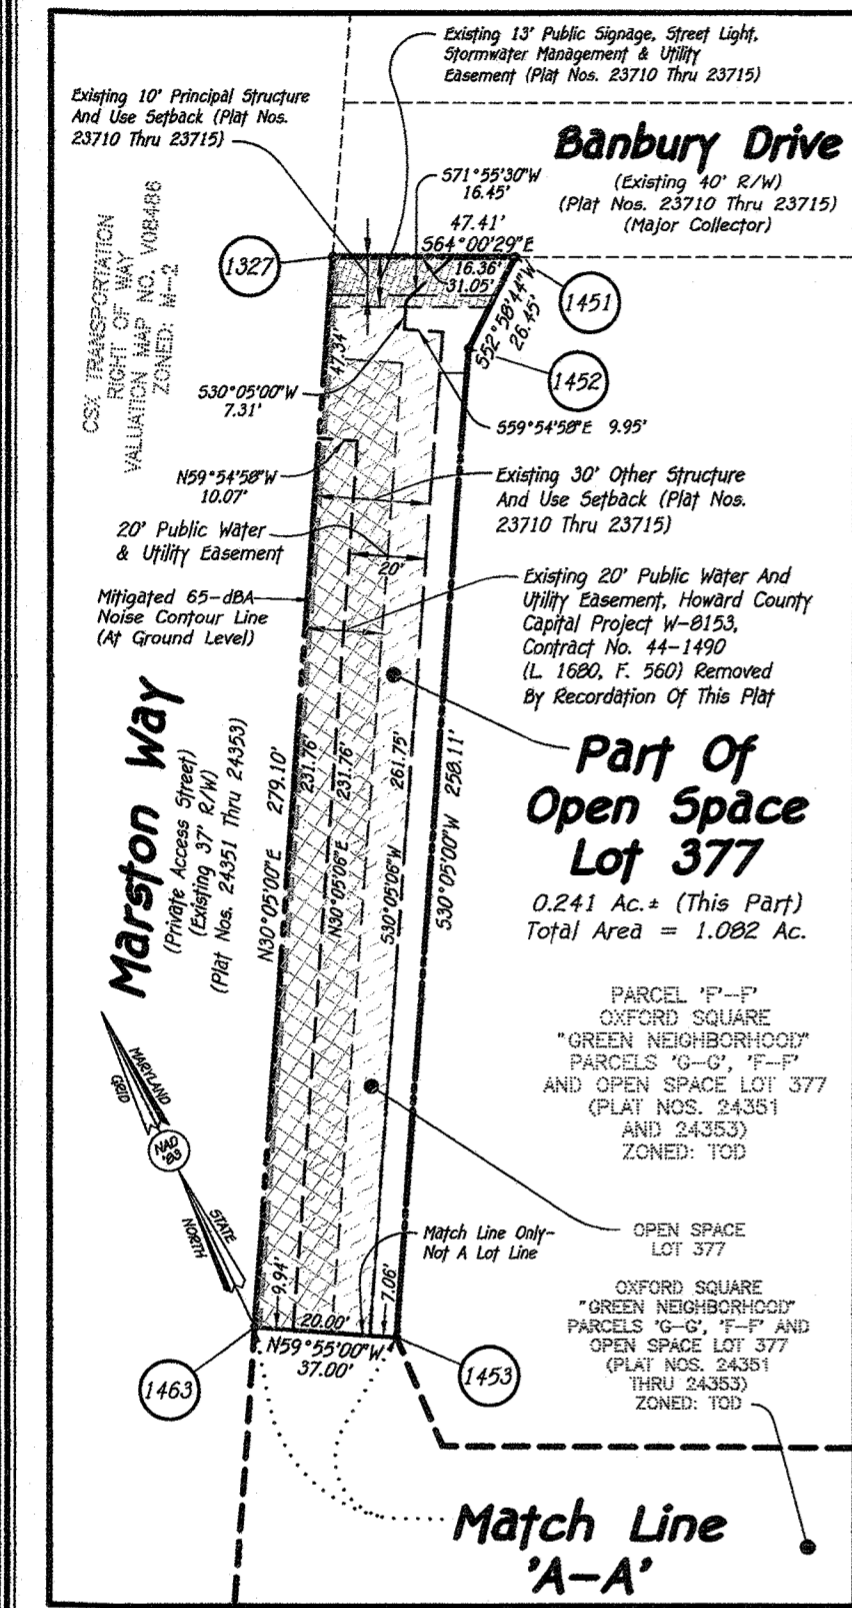 Existing 13' Public Signage, Street Light,
Stormwater Management & Utility
Easement (Plat Nos. 23710 Thru 23715)
Existing 10' Principal Structure
And Use Setback (Plat Nos.
23710 Thru 23715)
Banbury Drive
(Existing 40' R/W)
(Plat Nos. 23710 Thru 23715)
(Major Collector)
S71°55'30"W
16.45'
47.41'
S64°00'29"E
16.36'
31.05'
1327
1451
S52°58'44"W
26.45'
1452
CSX TRANSPORTATION
RIGHT OF WAY
VALUATION MAP NO. V08486
ZONED: M-2
47.34'
S30°05'00"W
7.31'
S59°54'58"E 9.95'
N59°54'58"W
10.07'
Existing 30' Other Structure
And Use Setback (Plat Nos.
23710 Thru 23715)
20' Public Water
& Utility Easement
20'
Mitigated 65-dBA
Noise Contour Line
(At Ground Level)
Existing 20' Public Water And
Utility Easement, Howard County
Capital Project W-8153,
Contract No. 44-1490
(L. 1680, F. 560) Removed
By Recordation Of This Plat
Marston Way
(Private Access Street)
(Existing 37' R/W)
(Plat Nos. 24351 Thru 24353)
N30°05'00"E 279.10'
231.76'
N30°05'06"E 231.76'
S30°05'06"W 261.75'
S30°05'00"W 258.11'
Part Of
Open Space
Lot 377
0.241 Ac.± (This Part)
Total Area = 1.082 Ac.
PARCEL 'F'-F'
OXFORD SQUARE
"GREEN NEIGHBORHOOD"
PARCELS 'G-G', 'F-F'
AND OPEN SPACE LOT 377
(PLAT NOS. 24351
AND 24353)
ZONED: TOD
MARYLAND
GRID
NAD
'83
STATE
NORTH
Match Line Only-
Not A Lot Line
OPEN SPACE
LOT 377
OXFORD SQUARE
"GREEN NEIGHBORHOOD"
PARCELS 'G-G', 'F-F' AND
OPEN SPACE LOT 377
(PLAT NOS. 24351
THRU 24353)
ZONED: TOD
9.94'
20.00'
7.06'
N59°55'00"W
37.00'
1463
1453
Match Line
'A-A'